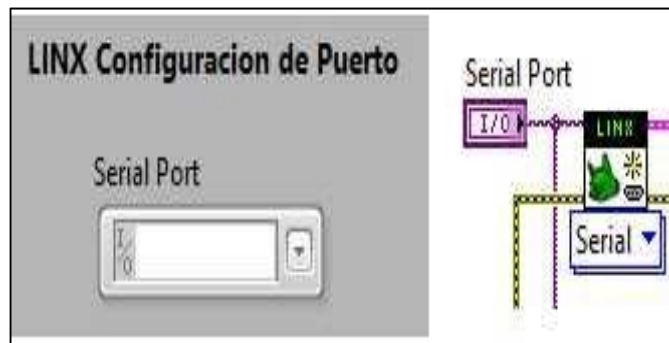 LINX Configuracion de Puerto
Serial Port
I/O
Serial Port
I/O
LINX
Serial